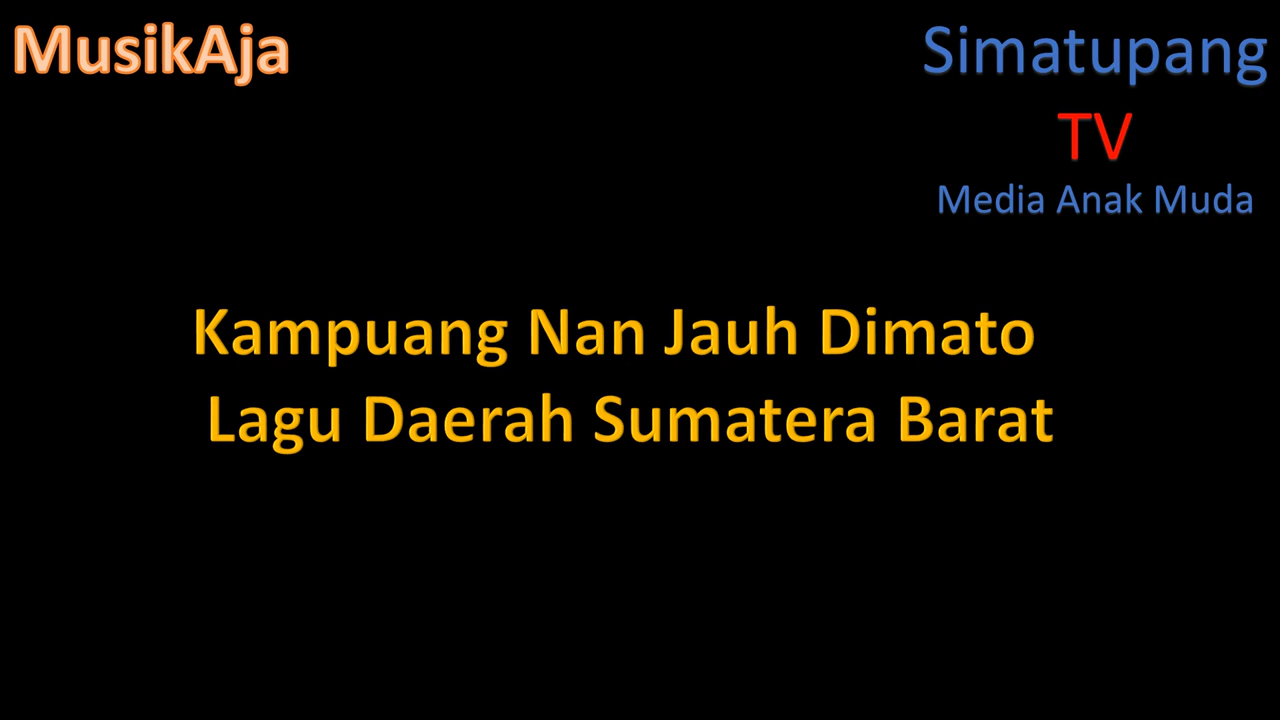 MusikAja
Simatupang
TV
Media Anak Muda
Kampuang Nan Jauh Dimato
Lagu Daerah Sumatera Barat